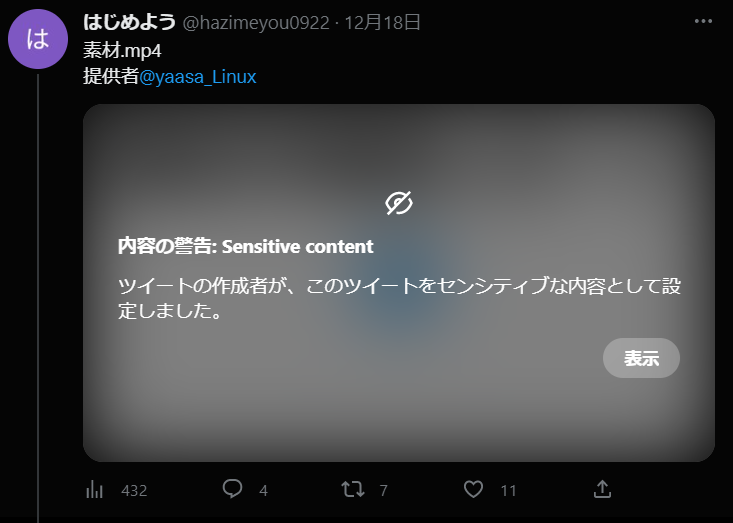 は
はじめよう @hazimeyou0922 · 12月18日
素材.mp4
提供者@yaasa_Linux
内容の警告: Sensitive content
ツイートの作成者が、このツイートをセンシティブな内容として設
定しました。
表示
432 4 7 11